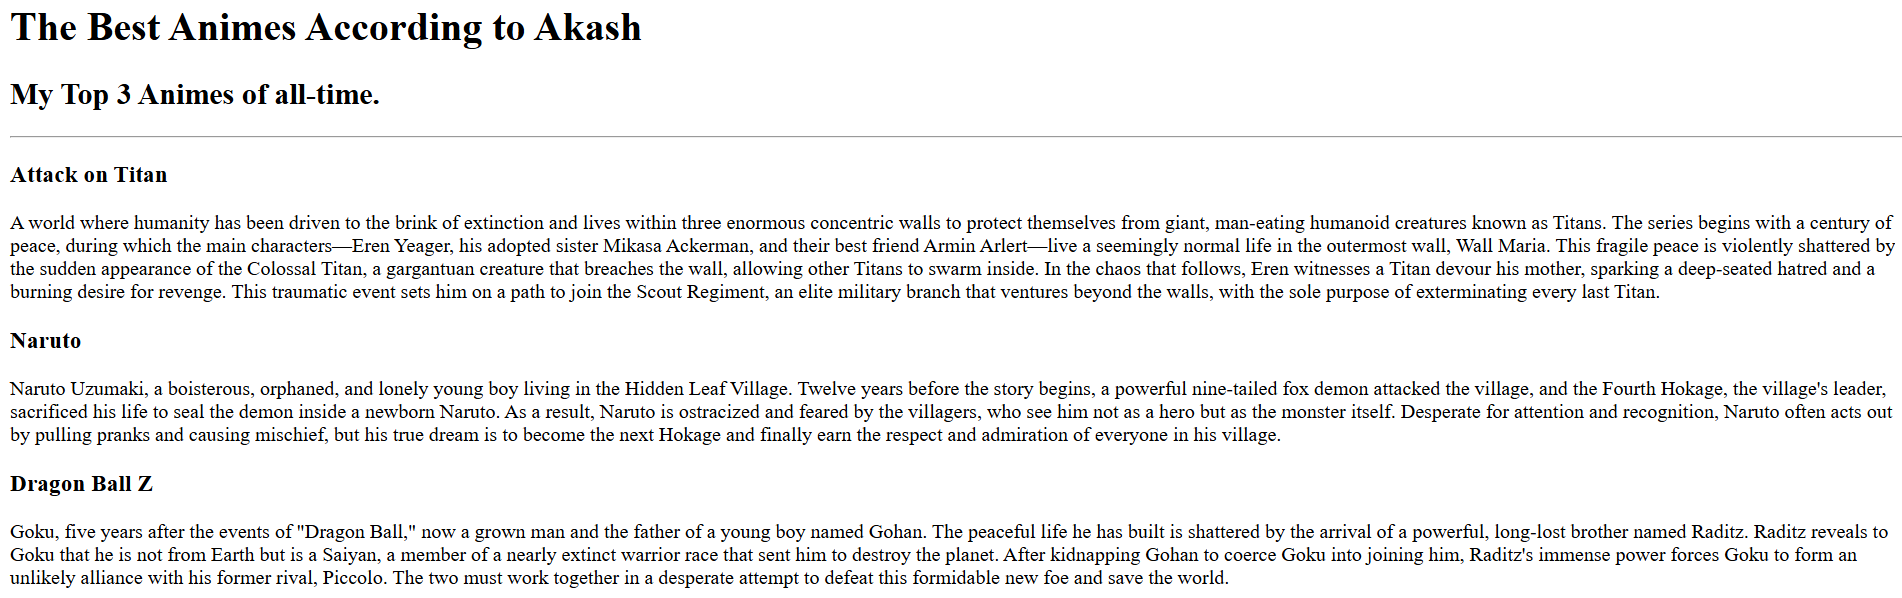 The Best Animes According to Akash
My Top 3 Animes of all-time.
Attack on Titan
A world where humanity has been driven to the brink of extinction and lives within three enormous concentric walls to protect themselves from giant, man-eating humanoid creatures known as Titans. The series begins with a century of
peace, during which the main characters—Eren Yeager, his adopted sister Mikasa Ackerman, and their best friend Armin Arlert—live a seemingly normal life in the outermost wall, Wall Maria. This fragile peace is violently shattered by
the sudden appearance of the Colossal Titan, a gargantuan creature that breaches the wall, allowing other Titans to swarm inside. In the chaos that follows, Eren witnesses a Titan devour his mother, sparking a deep-seated hatred and a
burning desire for revenge. This traumatic event sets him on a path to join the Scout Regiment, an elite military branch that ventures beyond the walls, with the sole purpose of exterminating every last Titan.
Naruto
Naruto Uzumaki, a boisterous, orphaned, and lonely young boy living in the Hidden Leaf Village. Twelve years before the story begins, a powerful nine-tailed fox demon attacked the village, and the Fourth Hokage, the village's leader,
sacrificed his life to seal the demon inside a newborn Naruto. As a result, Naruto is ostracized and feared by the villagers, who see him not as a hero but as the monster itself. Desperate for attention and recognition, Naruto often acts out
by pulling pranks and causing mischief, but his true dream is to become the next Hokage and finally earn the respect and admiration of everyone in his village.
Dragon Ball Z
Goku, five years after the events of "Dragon Ball," now a grown man and the father of a young boy named Gohan. The peaceful life he has built is shattered by the arrival of a powerful, long-lost brother named Raditz. Raditz reveals to
Goku that he is not from Earth but is a Saiyan, a member of a nearly extinct warrior race that sent him to destroy the planet. After kidnapping Gohan to coerce Goku into joining him, Raditz's immense power forces Goku to form an
unlikely alliance with his former rival, Piccolo. The two must work together in a desperate attempt to defeat this formidable new foe and save the world.